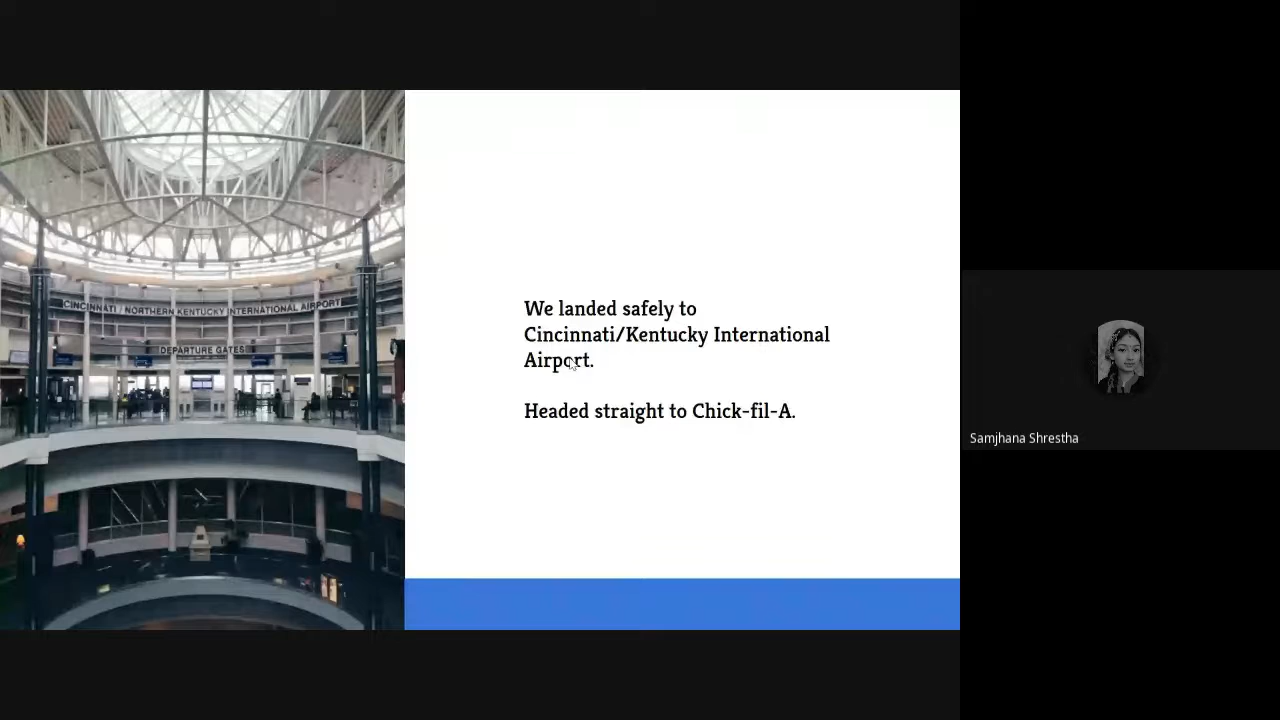 CINCINNATI / NORTHERN KENTUCKY INTERNATIONAL AIRPORT
DEPARTURE GATES
We landed safely to
Cincinnati/Kentucky International
Airport.
Headed straight to Chick-fil-A.
Samjhana Shrestha